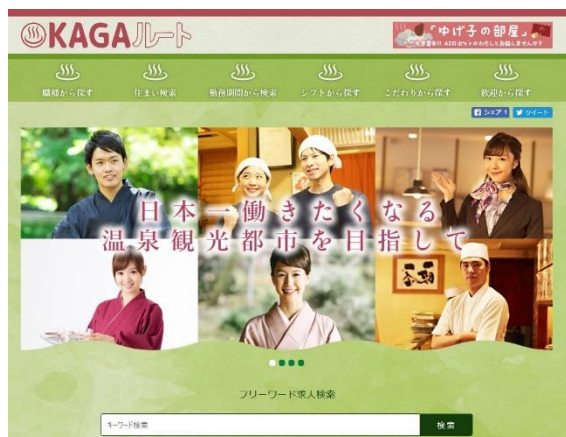 KAGAルート
「ゆげ子の部屋」
職種から探す
住まい検索
勤務期間から検索
シフトから探す
こだわりから探す
歓迎から探す
シェア 1
ツイート
日本一働きたくなる
温泉観光都市を目指して
フリーワード求人検索
キーワード検索
検索